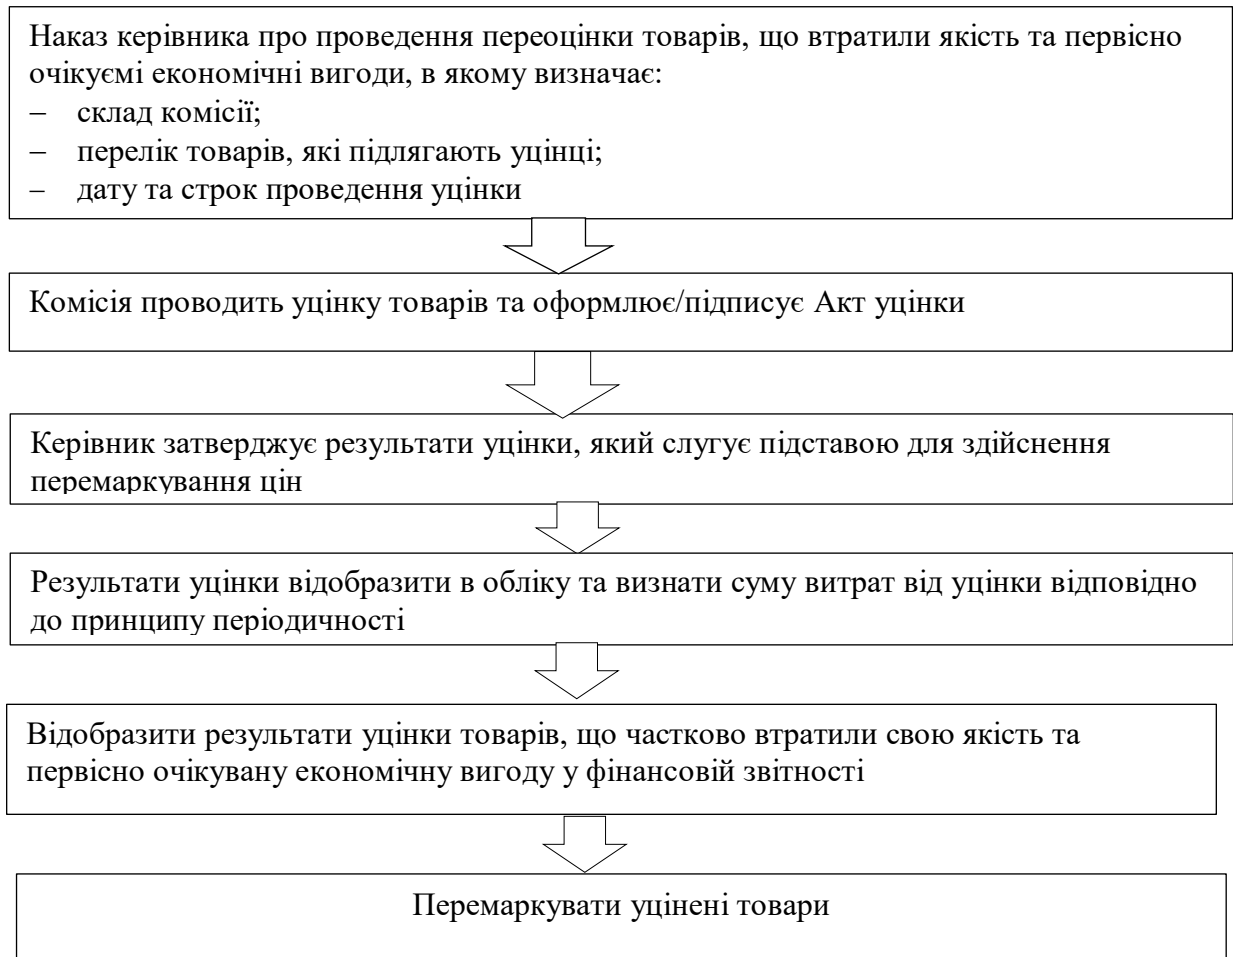 Наказ керівника про проведення переоцінки товарів, що втратили якість та первісно
очікуємі економічні вигоди, в якому визначає:
– склад комісії;
– перелік товарів, які підлягають уцінці;
– дату та строк проведення уцінки
Комісія проводить уцінку товарів та оформлює/підписує Акт уцінки
Керівник затверджує результати уцінки, який слугує підставою для здійснення
перемаркування цін
Результати уцінки відобразити в обліку та визнати суму витрат від уцінки відповідно
до принципу періодичності
Відобразити результати уцінки товарів, що частково втратили свою якість та
первісно очікувану економічну вигоду у фінансовій звітності
Перемаркувати уцінені товари